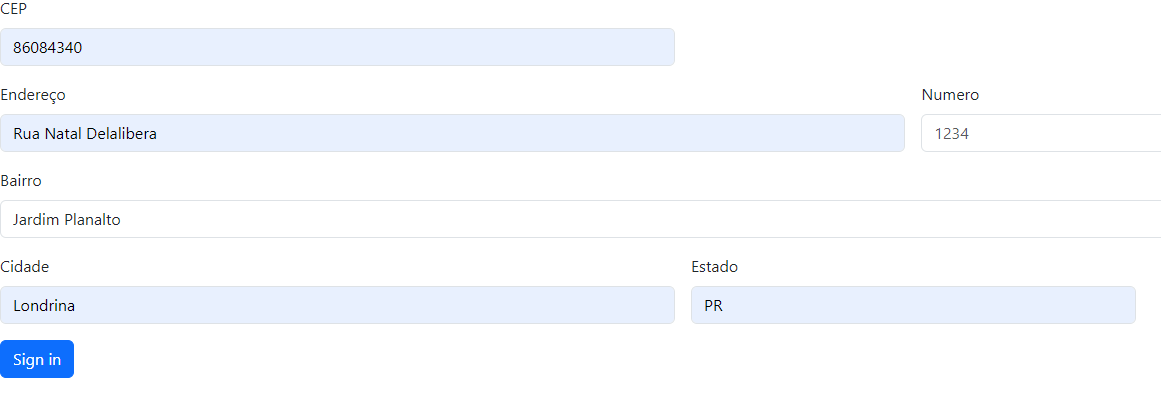 CEP
86084340
Endereço
Numero
Rua Natal Delalibera
1234
Bairro
Jardim Planalto
Cidade
Estado
Londrina
PR
Sign in